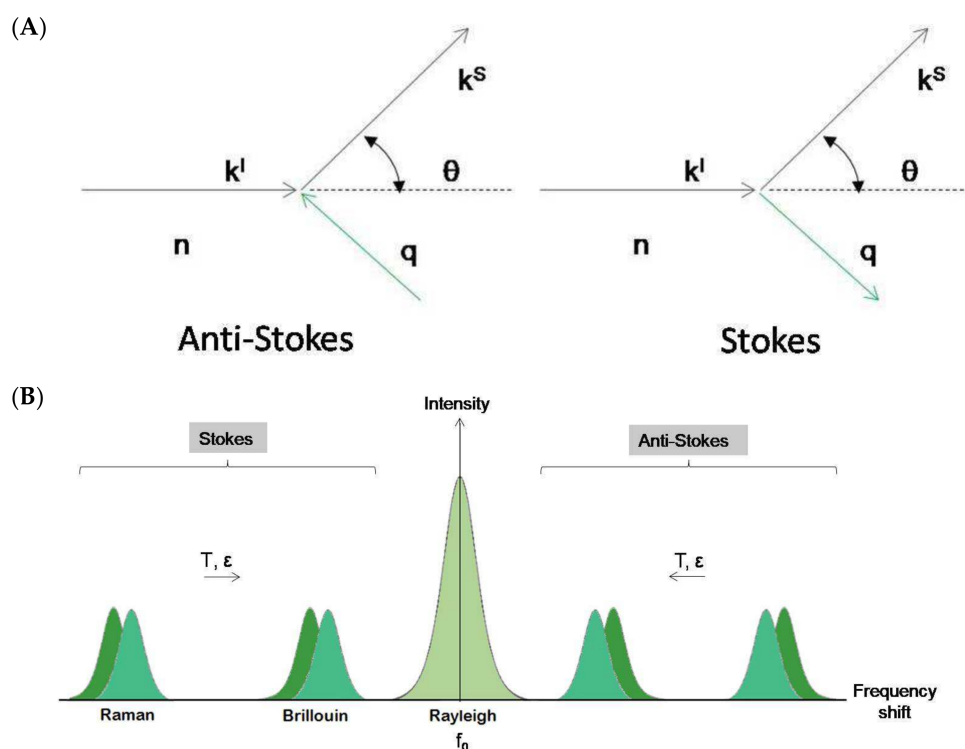 (A)
k^S
k^S
k^I
θ
k^I
θ
n
q
n
q
Anti-Stokes
Stokes
(B)
Intensity
Stokes
Anti-Stokes
T, ε
T, ε
Frequency
shift
Raman
Brillouin
Rayleigh
f₀